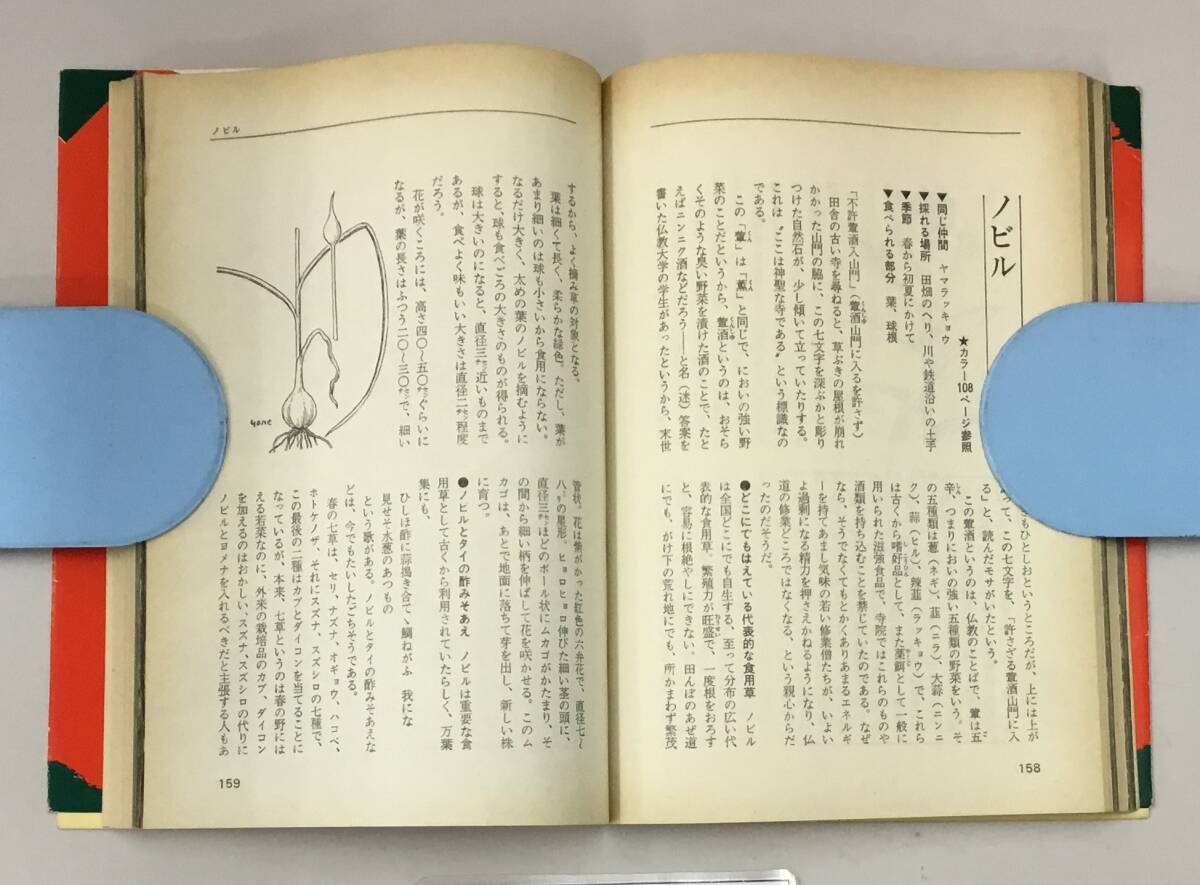 ノビル
★カラー108ページ参照
▼同じ仲間 ヤマラッキョウ
▼採れる場所 田畑のヘリ、川や鉄道沿いの土手
▼季節 春から初夏にかけて
▼食べられる部分 葉、球根
「不許葷酒入山門」（葷酒山門に入るを許さず）
田舎の古い寺を尋ねると、草ぶきの屋根が崩れ
かかった山門の脇に、この七文字を深ぶかと彫り
つけた自然石が、少し傾いて立っていたりする。
これは〝ここは神聖な寺である〟という標識なの
である。
この「葷」は「薫」と同じで、においの強い野
菜のことだというから、葷酒というのは、おそら
くそのような臭い野菜を漬けた酒のことで、たと
えばニンニク酒などだろう――と名（迷）答案を
書いた仏教大学の学生があったというから、末世
もひとしおというところだが、上には上が
って、この七文字を、「許さざる葷酒山門に入
る」と、読んだモサがいたという。
この葷酒というのは、仏教のことばで、葷は五
辛、つまりにおいの強い五種類の野菜をいう。そ
の五種類は葱（ネギ）、韮（ニラ）、大蒜（ニンニ
ク）、蒜（ヒル）、辣韮（ラッキョウ）で、これら
は古くから嗜好品として、また薬餌として一般に
用いられた滋強食品で、寺院ではこれらのものや
酒類を持ち込むことを禁じていたのである。なぜ
なら、そうでなくてもとかくありあまるエネルギ
ーを持てあまし気味の若い修業僧たちが、いよい
よ過剰になる精力を押さえかねるようになり、仏
道の修業どころではなくなる、という親心からだ
ったのだそうだ。
●どこにでもはえている代表的な食用草 ノビル
は全国どこにでも自生する、至って分布の広い代
表的な食用草。繁殖力が旺盛で、一度根をおろす
と、容易に根絶やしにできない。田んぼのあぜ道
にでも、がけ下の荒れ地にでも、所かまわず繁茂
158
ノビル
するから、よく摘み草の対象となる。
葉は細くて長く、柔らかな緑色。ただし、葉が
あまり細いのは球も小さいから食用にならない。
なるだけ大きく、太めの葉のノビルを摘むように
すると、球も食べごろの大きさのものが得られる。
球は大きいのになると、直径三㌢近いものまで
あるが、食べよく味もいい大きさは直径二㌢程度
だろう。
花が咲くころには、高さ四〇～五〇㌢ぐらいに
なるが、葉の長さはふつう二〇～三〇㌢で、細い
yone
管状。花は紫がかった紅色の六弁花で、直径七～
八㍉の星形。ヒョロヒョロ伸びた細い茎の頭に、
直径三㌢ほどのボール状にムカゴがかたまり、そ
の間から細い柄を伸ばして花を咲かせる。このム
カゴは、あとで地面に落ちて芽を出し、新しい株
に育つ。
●ノビルとタイの酢みそあえ ノビルは重要な食
用草として古くから利用されていたらしく、万葉
集にも、
ひしほ酢に蒜搗き合てゝ鯛ねがふ 我にな
見せそ水葱のあつもの
という歌がある。ノビルとタイの酢みそあえな
どは、今でもたいしたごちそうである。
春の七草は、セリ、ナズナ、オギョウ、ハコベ、
ホトケノザ、それにスズナ、スズシロの七種で、
この最後の二種はカブとダイコンを当てることに
なっているが、本来、七草というのは春の野には
える若菜なのに、外来の栽培品のカブ、ダイコン
を加えるのはおかしい、スズナ、スズシロの代りに
ノビルとヨメナを入れるべきだと主張する人もあ
159